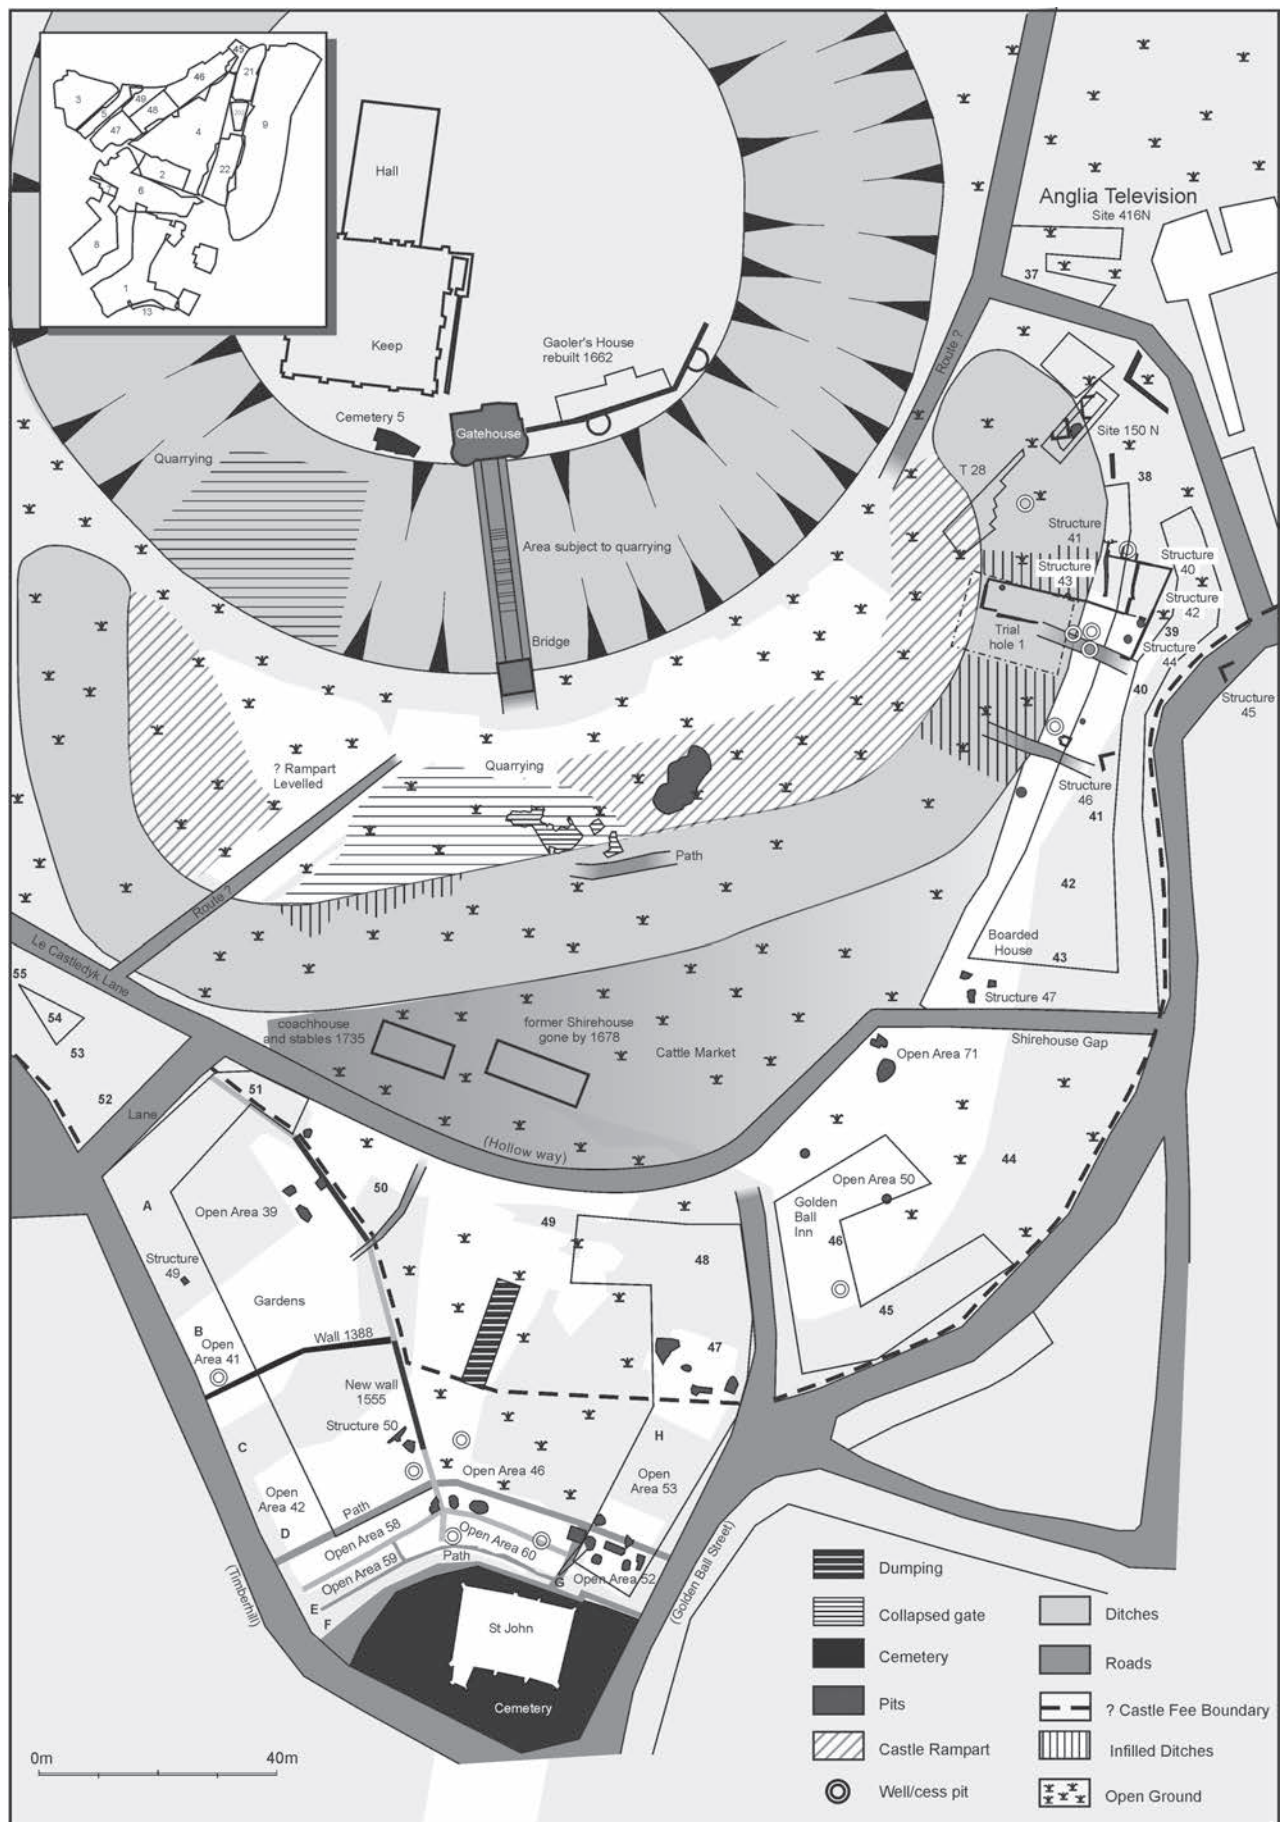 45
46
21
3
49
5
48
9
47
4
2
22
7
6
8
1
13
Hall
Keep
Gaoler's House
rebuilt 1662
Cemetery 5
Gatehouse
Quarrying
Area subject to quarrying
Bridge
Anglia Television
Site 416N
37
Route ?
Site 150 N
T 28
38
Structure
41
Structure
40
Structure
43
Structure
42
Trial
hole 1
39
Structure
44
40
Structure
45
? Rampart
Levelled
Quarrying
Structure
46
41
Path
42
Route ?
Boarded
House
43
Structure 47
Le Castledyk Lane
55
54
53
52
coachhouse
and stables 1735
former Shirehouse
gone by 1678
Cattle Market
Shirehouse Gap
Open Area 71
51
Lane
(Hollow way)
44
50
A
Open Area 39
Open Area 50
Golden
Ball
Inn
49
46
48
Structure
49
Gardens
45
B
Open
Area 41
Wall 1388
47
New wall
1555
Structure 50
C
H
Open Area 46
Open
Area 53
Open
Area 42
Path
D
Open Area 58
Open Area 60
Open Area 59
Path
G
Open Area 52
E
F
(Timberhill)
(Golden Ball Street)
St John
Cemetery
0m
40m
Dumping
Collapsed gate
Cemetery
Pits
Castle Rampart
Well/cess pit
Ditches
Roads
? Castle Fee Boundary
Infilled Ditches
Open Ground